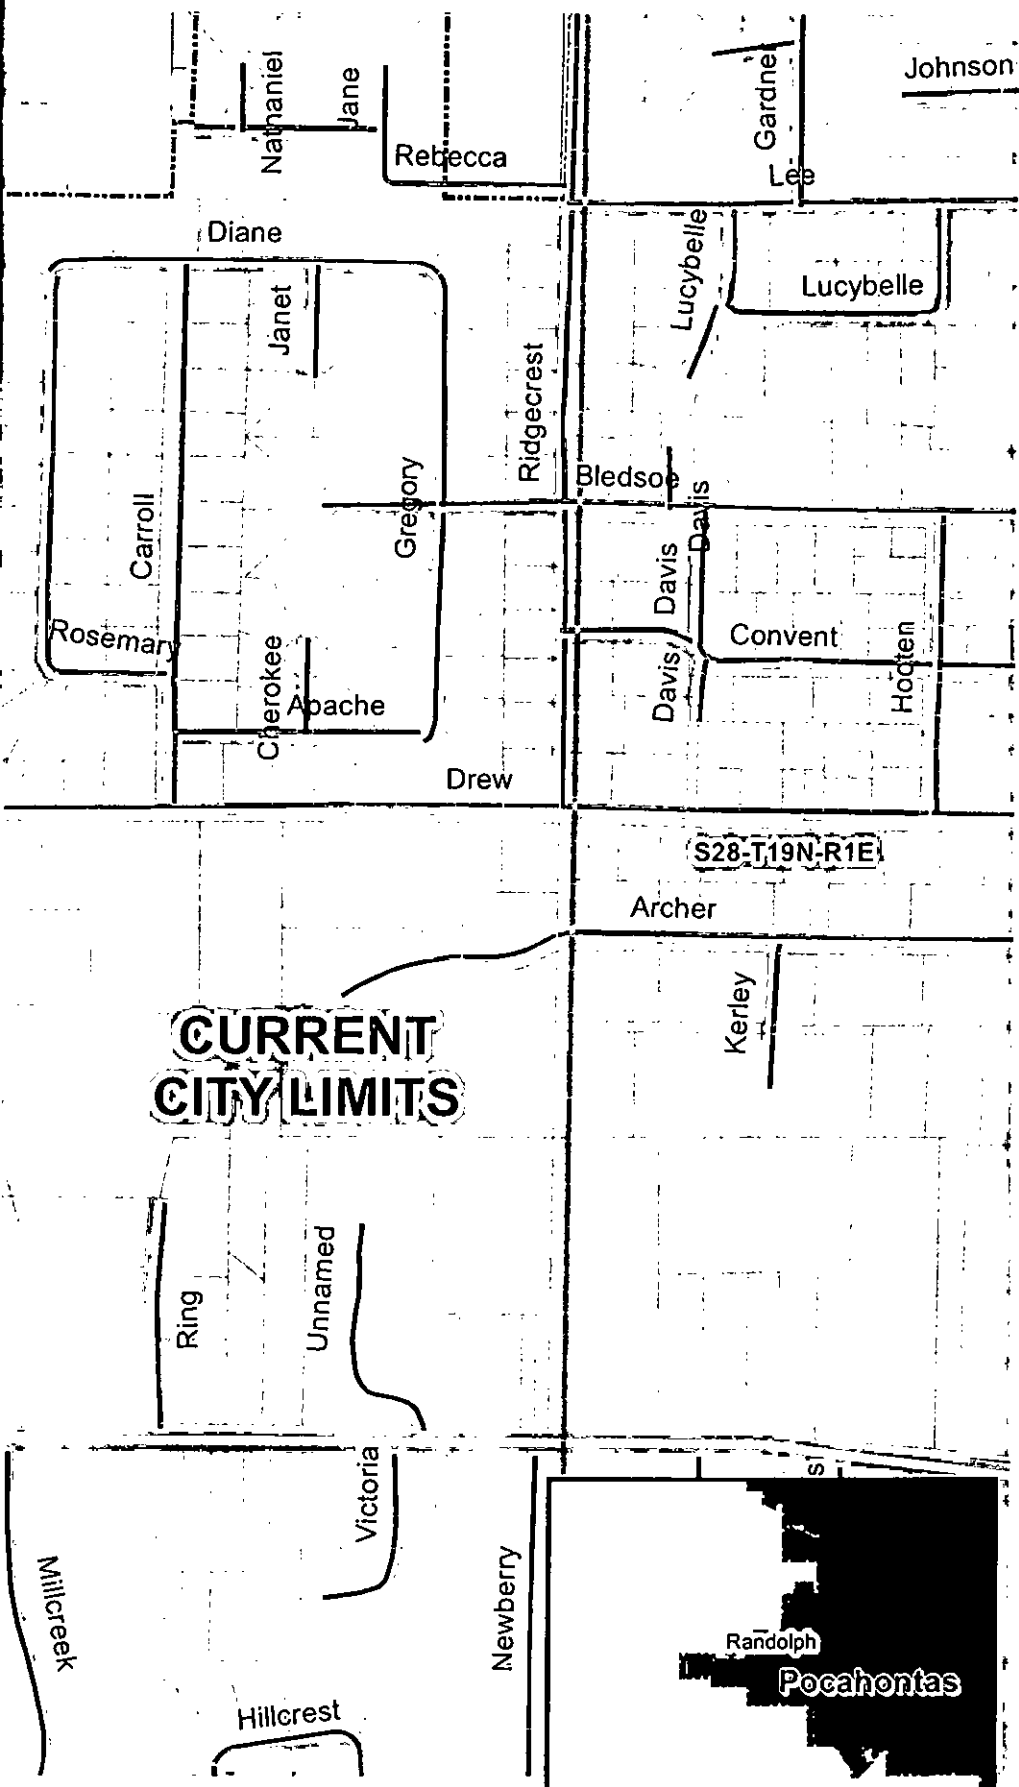 Johnson
Nathaniel
Jane
Gardner
Rebecca
Lee
Diane
Lucybelle
Lucybelle
Janet
Ridgecrest
Bledsoe
Carroll
Gregory
Davis
Davis
Rosemary
Convent
Cherokee
Davis
Hooten
Apache
Drew
S28-T19N-R1E
Archer
Kerley
CURRENT
CITY LIMITS
Ring
Unnamed
Victoria
Millcreek
Newberry
Randolph
Pocahontas
Hillcrest